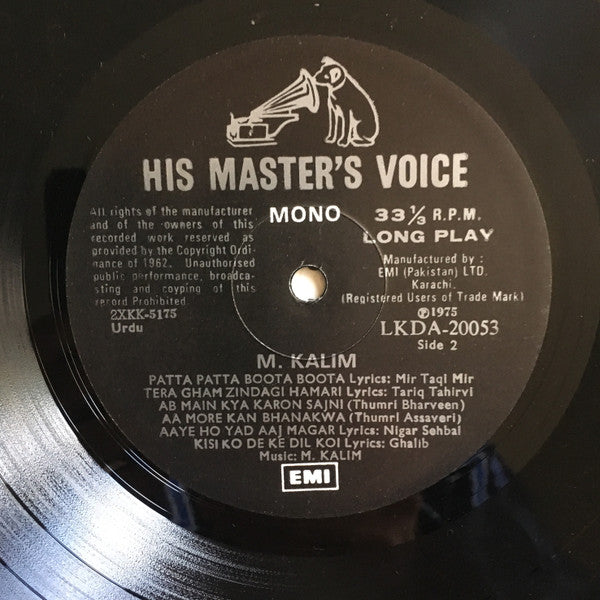 HIS MASTER'S VOICE
All rights of the manufacturer
and of the owners of this
recorded work reserved as
provided by the Copyright Ordi-
nance of 1962. Unauthorised
public performance, broadca-
sting and coyping of this
record Prohibited.
2XKK-5175
Urdu
MONO
33 1/3 R.P.M.
LONG PLAY
Manufactured by :
EMI (Pakistan) LTD.
Karachi.
(Registered Users of Trade Mark)
℗1975
LKDA-20053
Side 2
M. KALIM
PATTA PATTA BOOTA BOOTA Lyrics: Mir Taqi Mir
TERA GHAM ZINDAGI HAMARI Lyrics: Tariq Tahirvi
AB MAIN KYA KARON SAJNI (Thumri Bharveen)
AA MORE KAN BHANAKWA (Thumri Assaveri)
AAYE HO YAD AAJ MAGAR Lyrics: Nigar Sehbai
KISI KO DE KE DIL KOI Lyrics: Ghalib
Music: M. KALIM
EMI